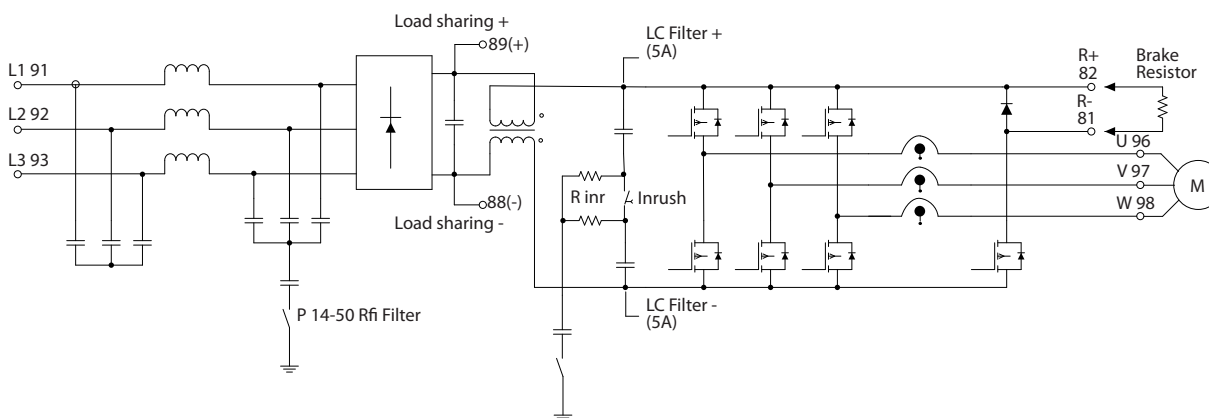 Load sharing +
89(+)
LC Filter +
(5A)
R+
82
Brake
Resistor
R-
81
L1 91
L2 92
L3 93
U 96
V 97
W 98
M
R inr
Inrush
88(-)
Load sharing -
LC Filter -
(5A)
P 14-50 Rfi Filter